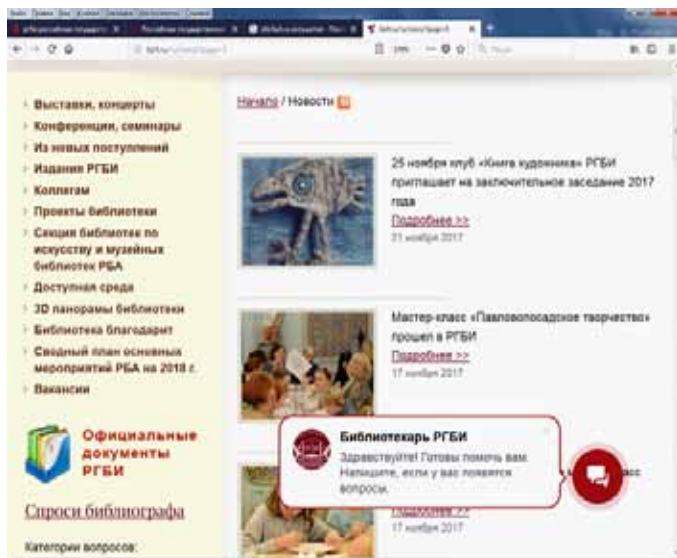 Выставки, концерты
Конференции, семинары
Из новых поступлений
Издания РГБИ
Коллегам
Проекты библиотеки
Секция библиотек по
искусству и музейных
библиотек РБА
Доступная среда
3D панорамы библиотеки
Библиотека благодарит
Сводный план основных
мероприятий РБА на 2018 г.
Вакансии
Официальные
документы
РГБИ
Спроси библиографа
Категории вопросов:
Начало / Новости
25 ноября клуб «Книга художника» РГБИ
приглашает на заключительное заседание 2017
года
Подробнее >>
21 ноября 2017
Мастер-класс «Павловопосадское творчество»
прошел в РГБИ
Подробнее >>
17 ноября 2017
Библиотекарь РГБИ
Здравствуйте! Готовы помочь вам.
Напишите, если у вас появятся
вопросы.
Подробнее >>
17 ноября 2017